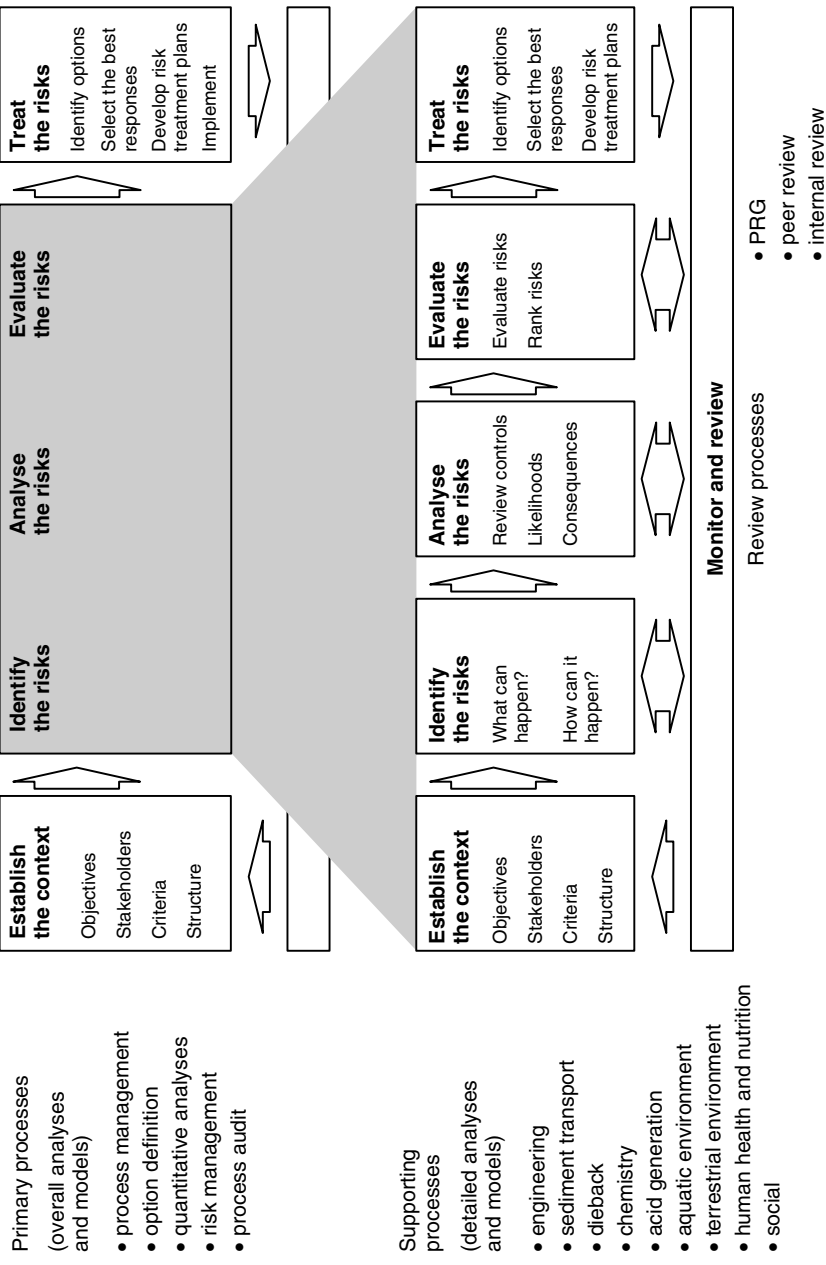 Primary processes
(overall analyses
and models)
• process management
• option definition
• quantitative analyses
• risk management
• process audit
Establish
the context
Objectives
Stakeholders
Criteria
Structure
Identify
the risks
Analyse
the risks
Evaluate
the risks
Treat
the risks
Identify options
Select the best
responses
Develop risk
treatment plans
Implement
Supporting
processes
(detailed analyses
and models)
• engineering
• sediment transport
• dieback
• chemistry
• acid generation
• aquatic environment
• terrestrial environment
• human health and nutrition
• social
Establish
the context
Objectives
Stakeholders
Criteria
Structure
Identify
the risks
What can
happen?
How can it
happen?
Analyse
the risks
Review controls
Likelihoods
Consequences
Evaluate
the risks
Evaluate risks
Rank risks
Treat
the risks
Identify options
Select the best
responses
Develop risk
treatment plans
Monitor and review
Review processes
• PRG
• peer review
• internal review